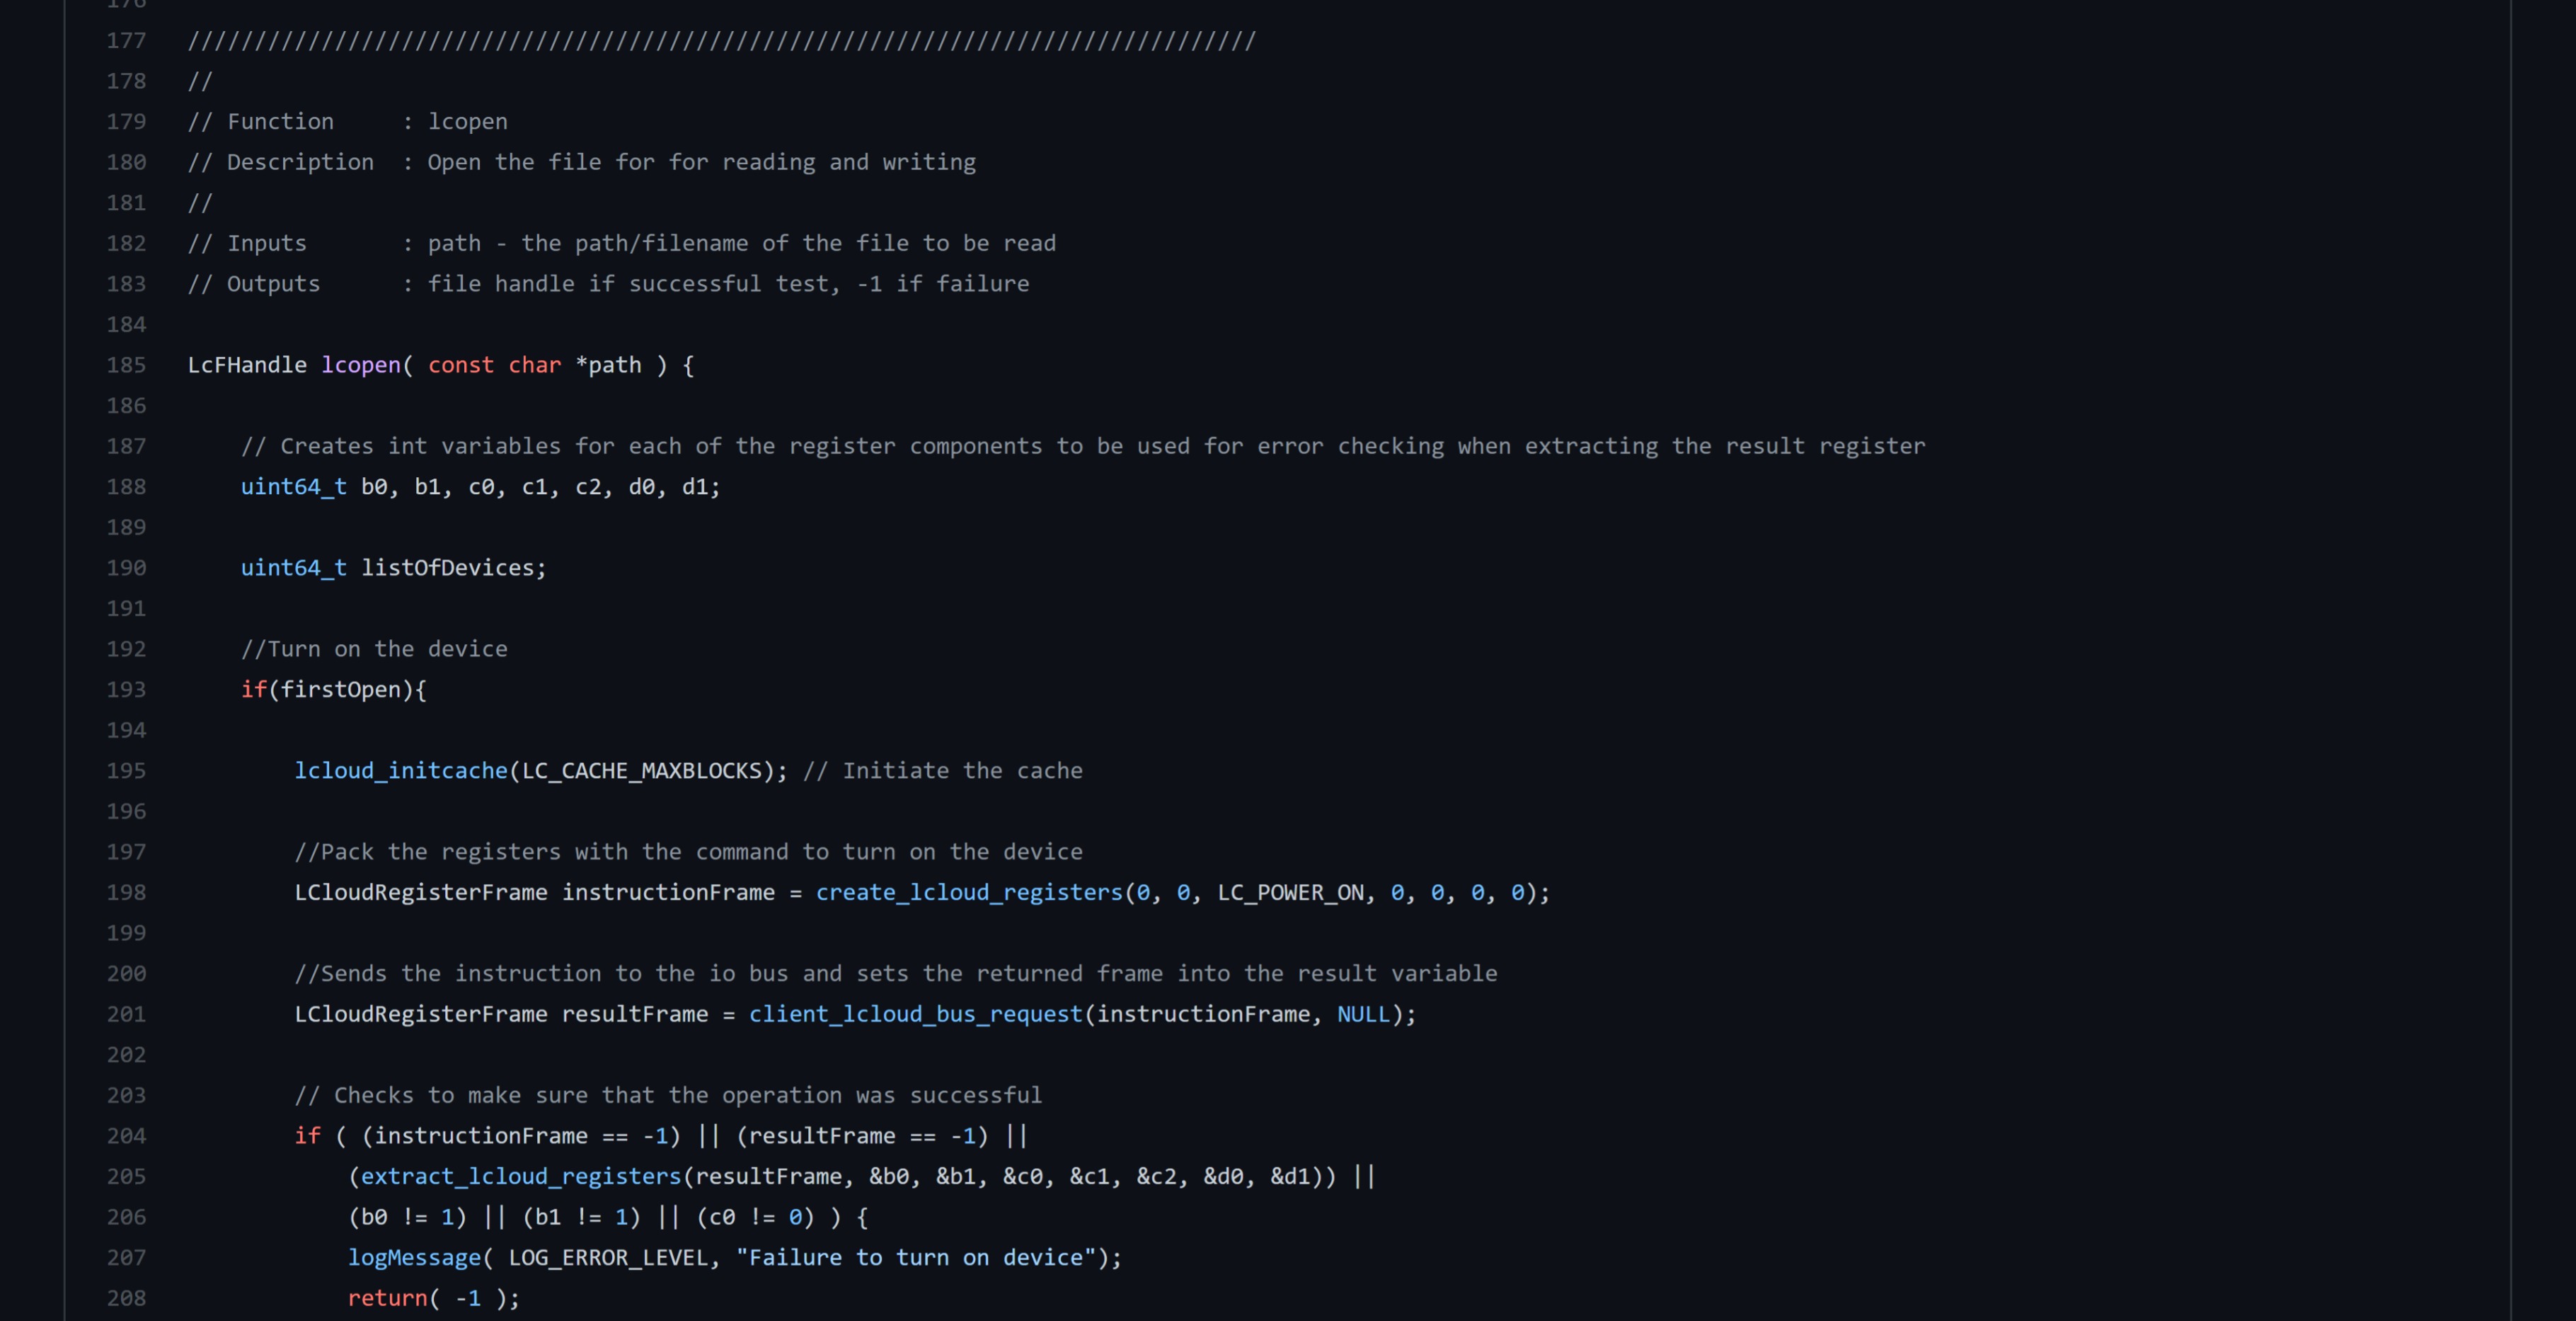 176
177 ////////////////////////////////////////////////////////////////////////////////
178 //
179 // Function     : lcopen
180 // Description  : Open the file for for reading and writing
181 //
182 // Inputs       : path - the path/filename of the file to be read
183 // Outputs      : file handle if successful test, -1 if failure
184
185 LcFHandle lcopen( const char *path ) {
186
187     // Creates int variables for each of the register components to be used for error checking when extracting the result register
188     uint64_t b0, b1, c0, c1, c2, d0, d1;
189
190     uint64_t listOfDevices;
191
192     //Turn on the device
193     if(firstOpen){
194
195         lcloud_initcache(LC_CACHE_MAXBLOCKS); // Initiate the cache
196
197         //Pack the registers with the command to turn on the device
198         LCloudRegisterFrame instructionFrame = create_lcloud_registers(0, 0, LC_POWER_ON, 0, 0, 0, 0);
199
200         //Sends the instruction to the io bus and sets the returned frame into the result variable
201         LCloudRegisterFrame resultFrame = client_lcloud_bus_request(instructionFrame, NULL);
202
203         // Checks to make sure that the operation was successful
204         if ( (instructionFrame == -1) || (resultFrame == -1) ||
205             (extract_lcloud_registers(resultFrame, &b0, &b1, &c0, &c1, &c2, &d0, &d1)) ||
206             (b0 != 1) || (b1 != 1) || (c0 != 0) ) {
207             logMessage( LOG_ERROR_LEVEL, "Failure to turn on device");
208             return( -1 );